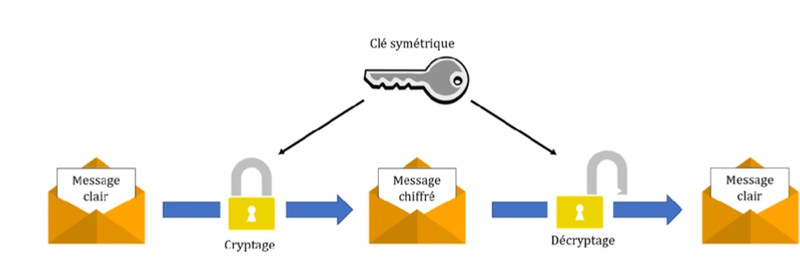 Clé symétrique
Message
clair
Message
chiffré
Message
clair
Cryptage
Décryptage